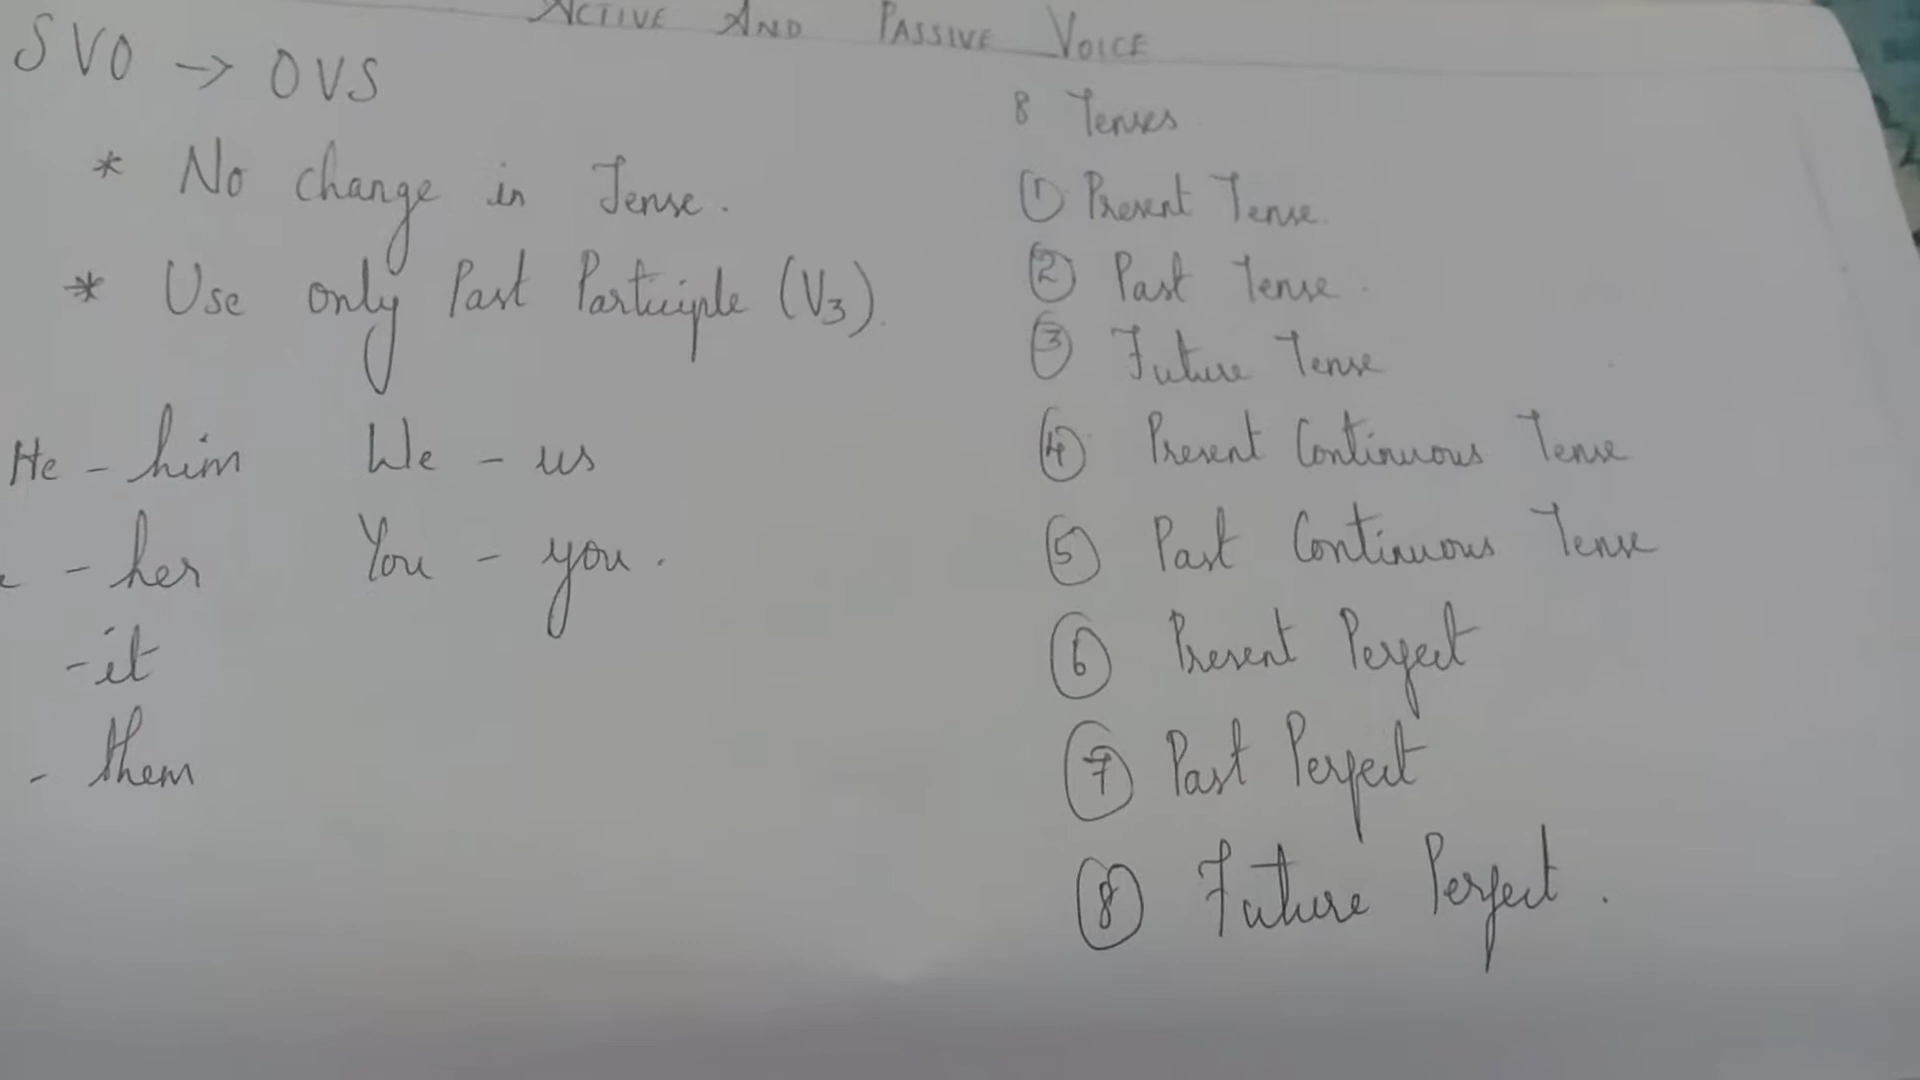 ACTIVE AND PASSIVE VOICE
SVO → OVS
* No change in Tense.
* Use only Past Participle (V3).
He - him We - us
- her You - you.
- it
- them
8 Tenses
① Present Tense.
② Past Tense.
③ Future Tense
④ Present Continuous Tense
⑤ Past Continuous Tense
⑥ Present Perfect
⑦ Past Perfect
⑧ Future Perfect.